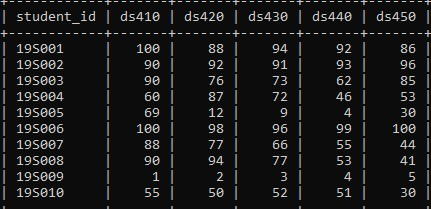 | student_id | ds410 | ds420 | ds430 | ds440 | ds450 |
| 19S001 | 100 | 88 | 94 | 92 | 86 |
| 19S002 | 90 | 92 | 91 | 93 | 96 |
| 19S003 | 90 | 76 | 73 | 62 | 85 |
| 19S004 | 60 | 87 | 72 | 46 | 53 |
| 19S005 | 69 | 12 | 9 | 4 | 30 |
| 19S006 | 100 | 98 | 96 | 99 | 100 |
| 19S007 | 88 | 77 | 66 | 55 | 44 |
| 19S008 | 90 | 94 | 77 | 53 | 41 |
| 19S009 | 1 | 2 | 3 | 4 | 5 |
| 19S010 | 55 | 50 | 52 | 51 | 30 |